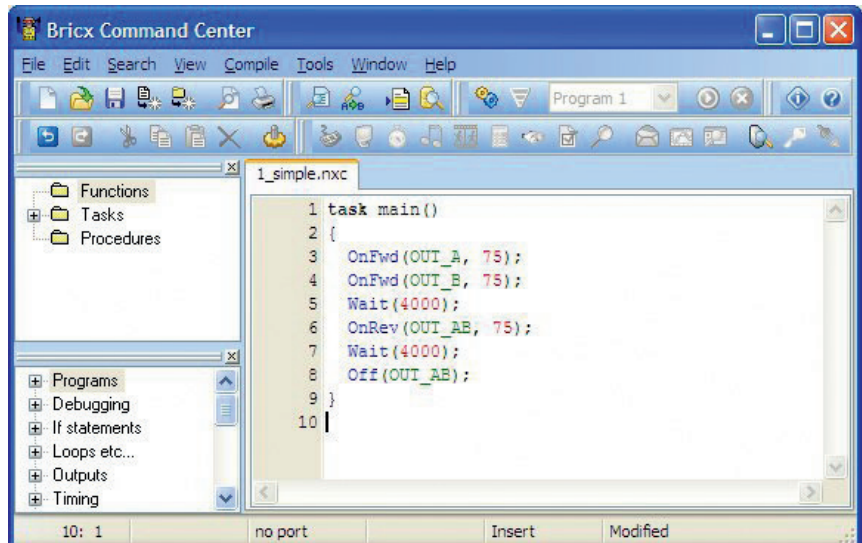 Bricx Command Center
File Edit Search View Compile Tools Window Help
Program 1
Functions
Tasks
Procedures
Programs
Debugging
If statements
Loops etc...
Outputs
Timing
1_simple.nxc
1 task main()
2 {
3 OnFwd(OUT_A, 75);
4 OnFwd(OUT_B, 75);
5 Wait(4000);
6 OnRev(OUT_AB, 75);
7 Wait(4000);
8 Off(OUT_AB);
9 }
10
10: 1 no port Insert Modified